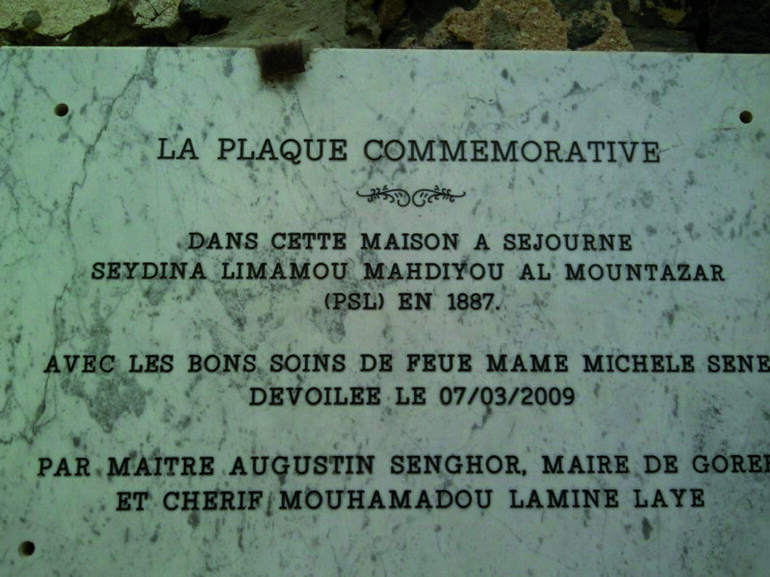 LA PLAQUE COMMEMORATIVE
DANS CETTE MAISON A SEJOURNE
SEYDINA LIMAMOU MAHDIYOU AL MOUNTAZAR
(PSL) EN 1887.
AVEC LES BONS SOINS DE FEUE MAME MICHELE SENE
DEVOILEE LE 07/03/2009
PAR MAITRE AUGUSTIN SENGHOR, MAIRE DE GOREE
ET CHERIF MOUHAMADOU LAMINE LAYE